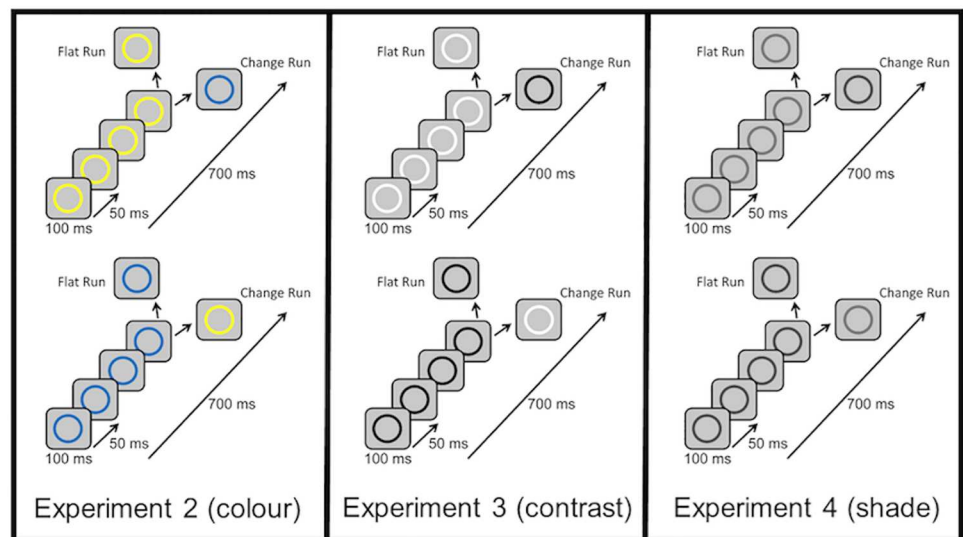 Flat Run
Change Run
700 ms
50 ms
100 ms
Flat Run
Change Run
700 ms
50 ms
100 ms
Experiment 2 (colour)
Flat Run
Change Run
700 ms
50 ms
100 ms
Flat Run
Change Run
700 ms
50 ms
100 ms
Experiment 3 (contrast)
Flat Run
Change Run
700 ms
50 ms
100 ms
Flat Run
Change Run
700 ms
50 ms
100 ms
Experiment 4 (shade)